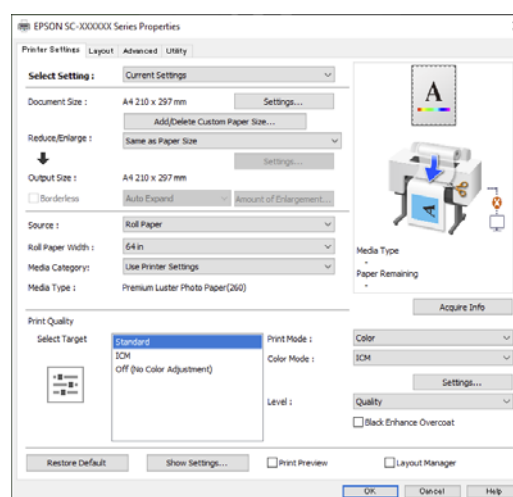 EPSON SC-XXXXXX Series Properties
Printer Settings Layout Advanced Utility
Select Setting : Current Settings
Document Size : A4 210 x 297 mm Settings...
Add/Delete Custom Paper Size...
Reduce/Enlarge : Same as Paper Size
Settings...
Output Size : A4 210 x 297 mm
Borderless Auto Expand Amount of Enlargement...
Source : Roll Paper
Roll Paper Width : 64 in
Media Category: Use Printer Settings
Media Type : Premium Luster Photo Paper(260)
A
A
Media Type
-
Paper Remaining
-
Acquire Info
Print Quality
Select Target
Standard
ICM
Off (No Color Adjustment)
Print Mode : Color
Color Mode : ICM
Settings...
Level : Quality
Black Enhance Overcoat
Restore Default Show Settings... Print Preview Layout Manager
OK Cancel Help